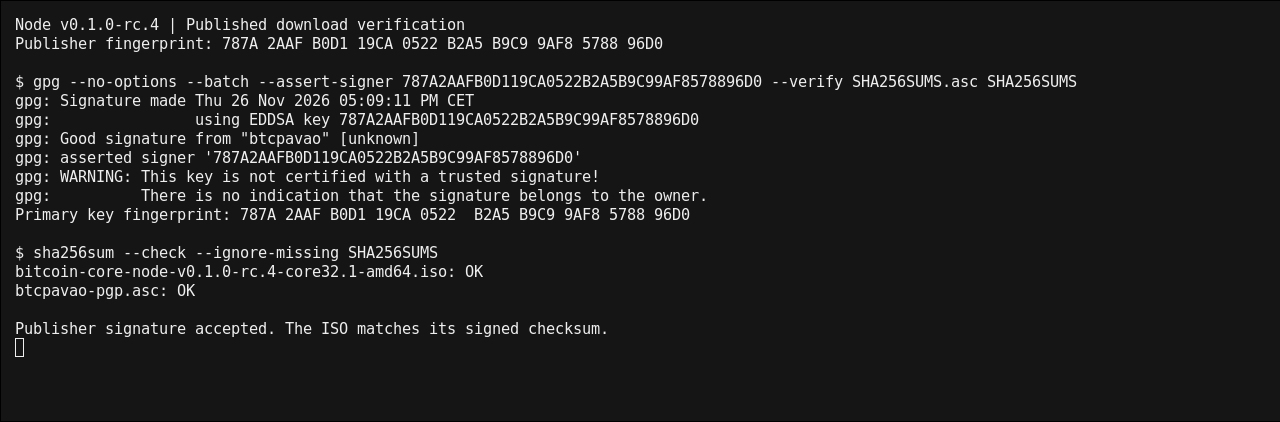 Node v0.1.0-rc.4 | Published download verification
Publisher fingerprint: 787A 2AAF B0D1 19CA 0522 B2A5 B9C9 9AF8 5788 96D0
$ gpg --no-options --batch --assert-signer 787A2AAFB0D119CA0522B2A5B9C99AF8578896D0 --verify SHA256SUMS.asc SHA256SUMS
gpg: Signature made Thu 26 Nov 2026 05:09:11 PM CET
gpg:                using EDDSA key 787A2AAFB0D119CA0522B2A5B9C99AF8578896D0
gpg: Good signature from "btcpavao" [unknown]
gpg: asserted signer '787A2AAFB0D119CA0522B2A5B9C99AF8578896D0'
gpg: WARNING: This key is not certified with a trusted signature!
gpg:          There is no indication that the signature belongs to the owner.
Primary key fingerprint: 787A 2AAF B0D1 19CA 0522  B2A5 B9C9 9AF8 5788 96D0
$ sha256sum --check --ignore-missing SHA256SUMS
bitcoin-core-node-v0.1.0-rc.4-core32.1-amd64.iso: OK
btcpavao-pgp.asc: OK
Publisher signature accepted. The ISO matches its signed checksum.